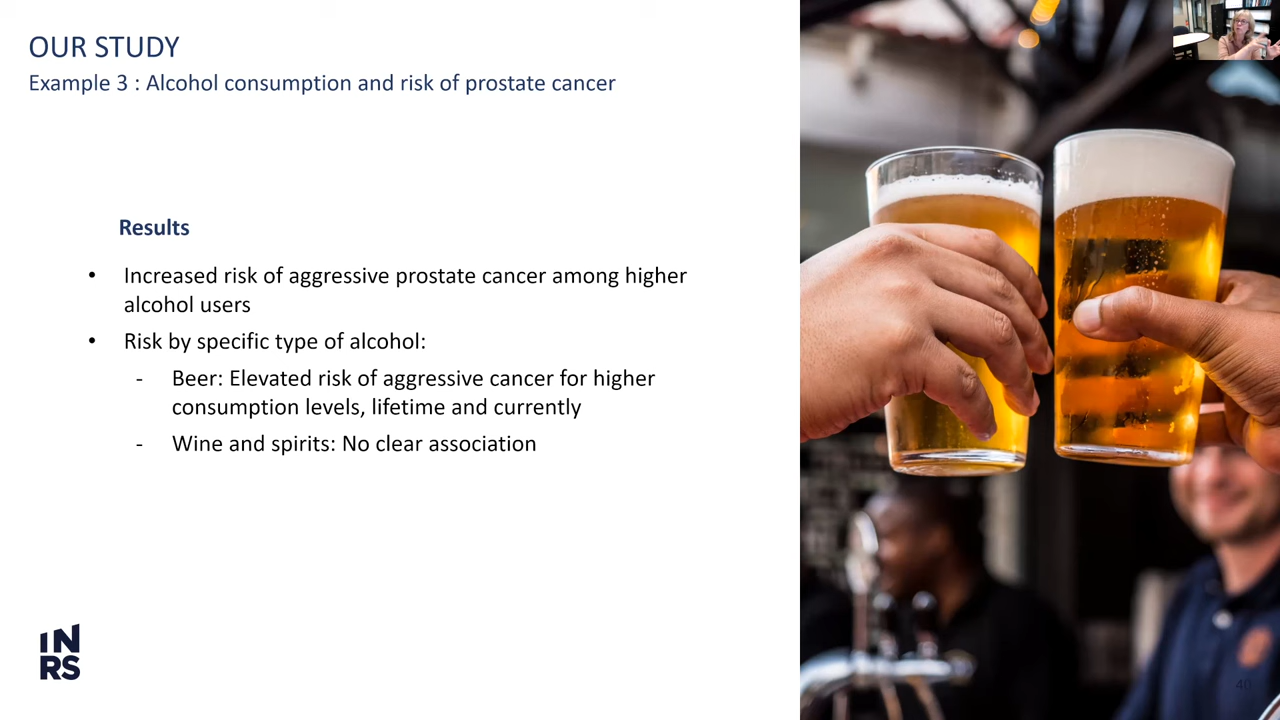 OUR STUDY
Example 3 : Alcohol consumption and risk of prostate cancer
Results
• Increased risk of aggressive prostate cancer among higher
alcohol users
• Risk by specific type of alcohol:
- Beer: Elevated risk of aggressive cancer for higher
consumption levels, lifetime and currently
- Wine and spirits: No clear association
IN
RS